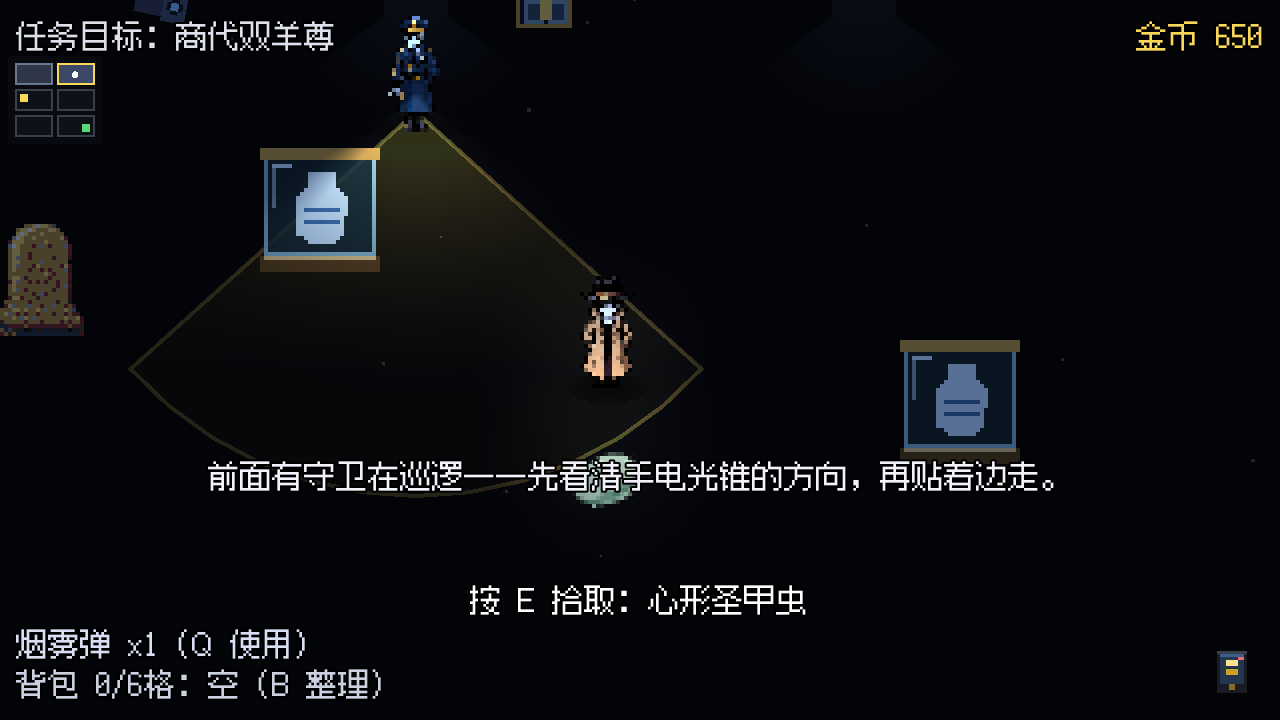 任务目标：商代双羊尊
金币 650
前面有守卫在巡逻——先看清手电光锥的方向，再贴着边走。
按 E 拾取：心形圣甲虫
烟雾弹 x1（Q 使用）
背包 0/6格：空（B 整理）